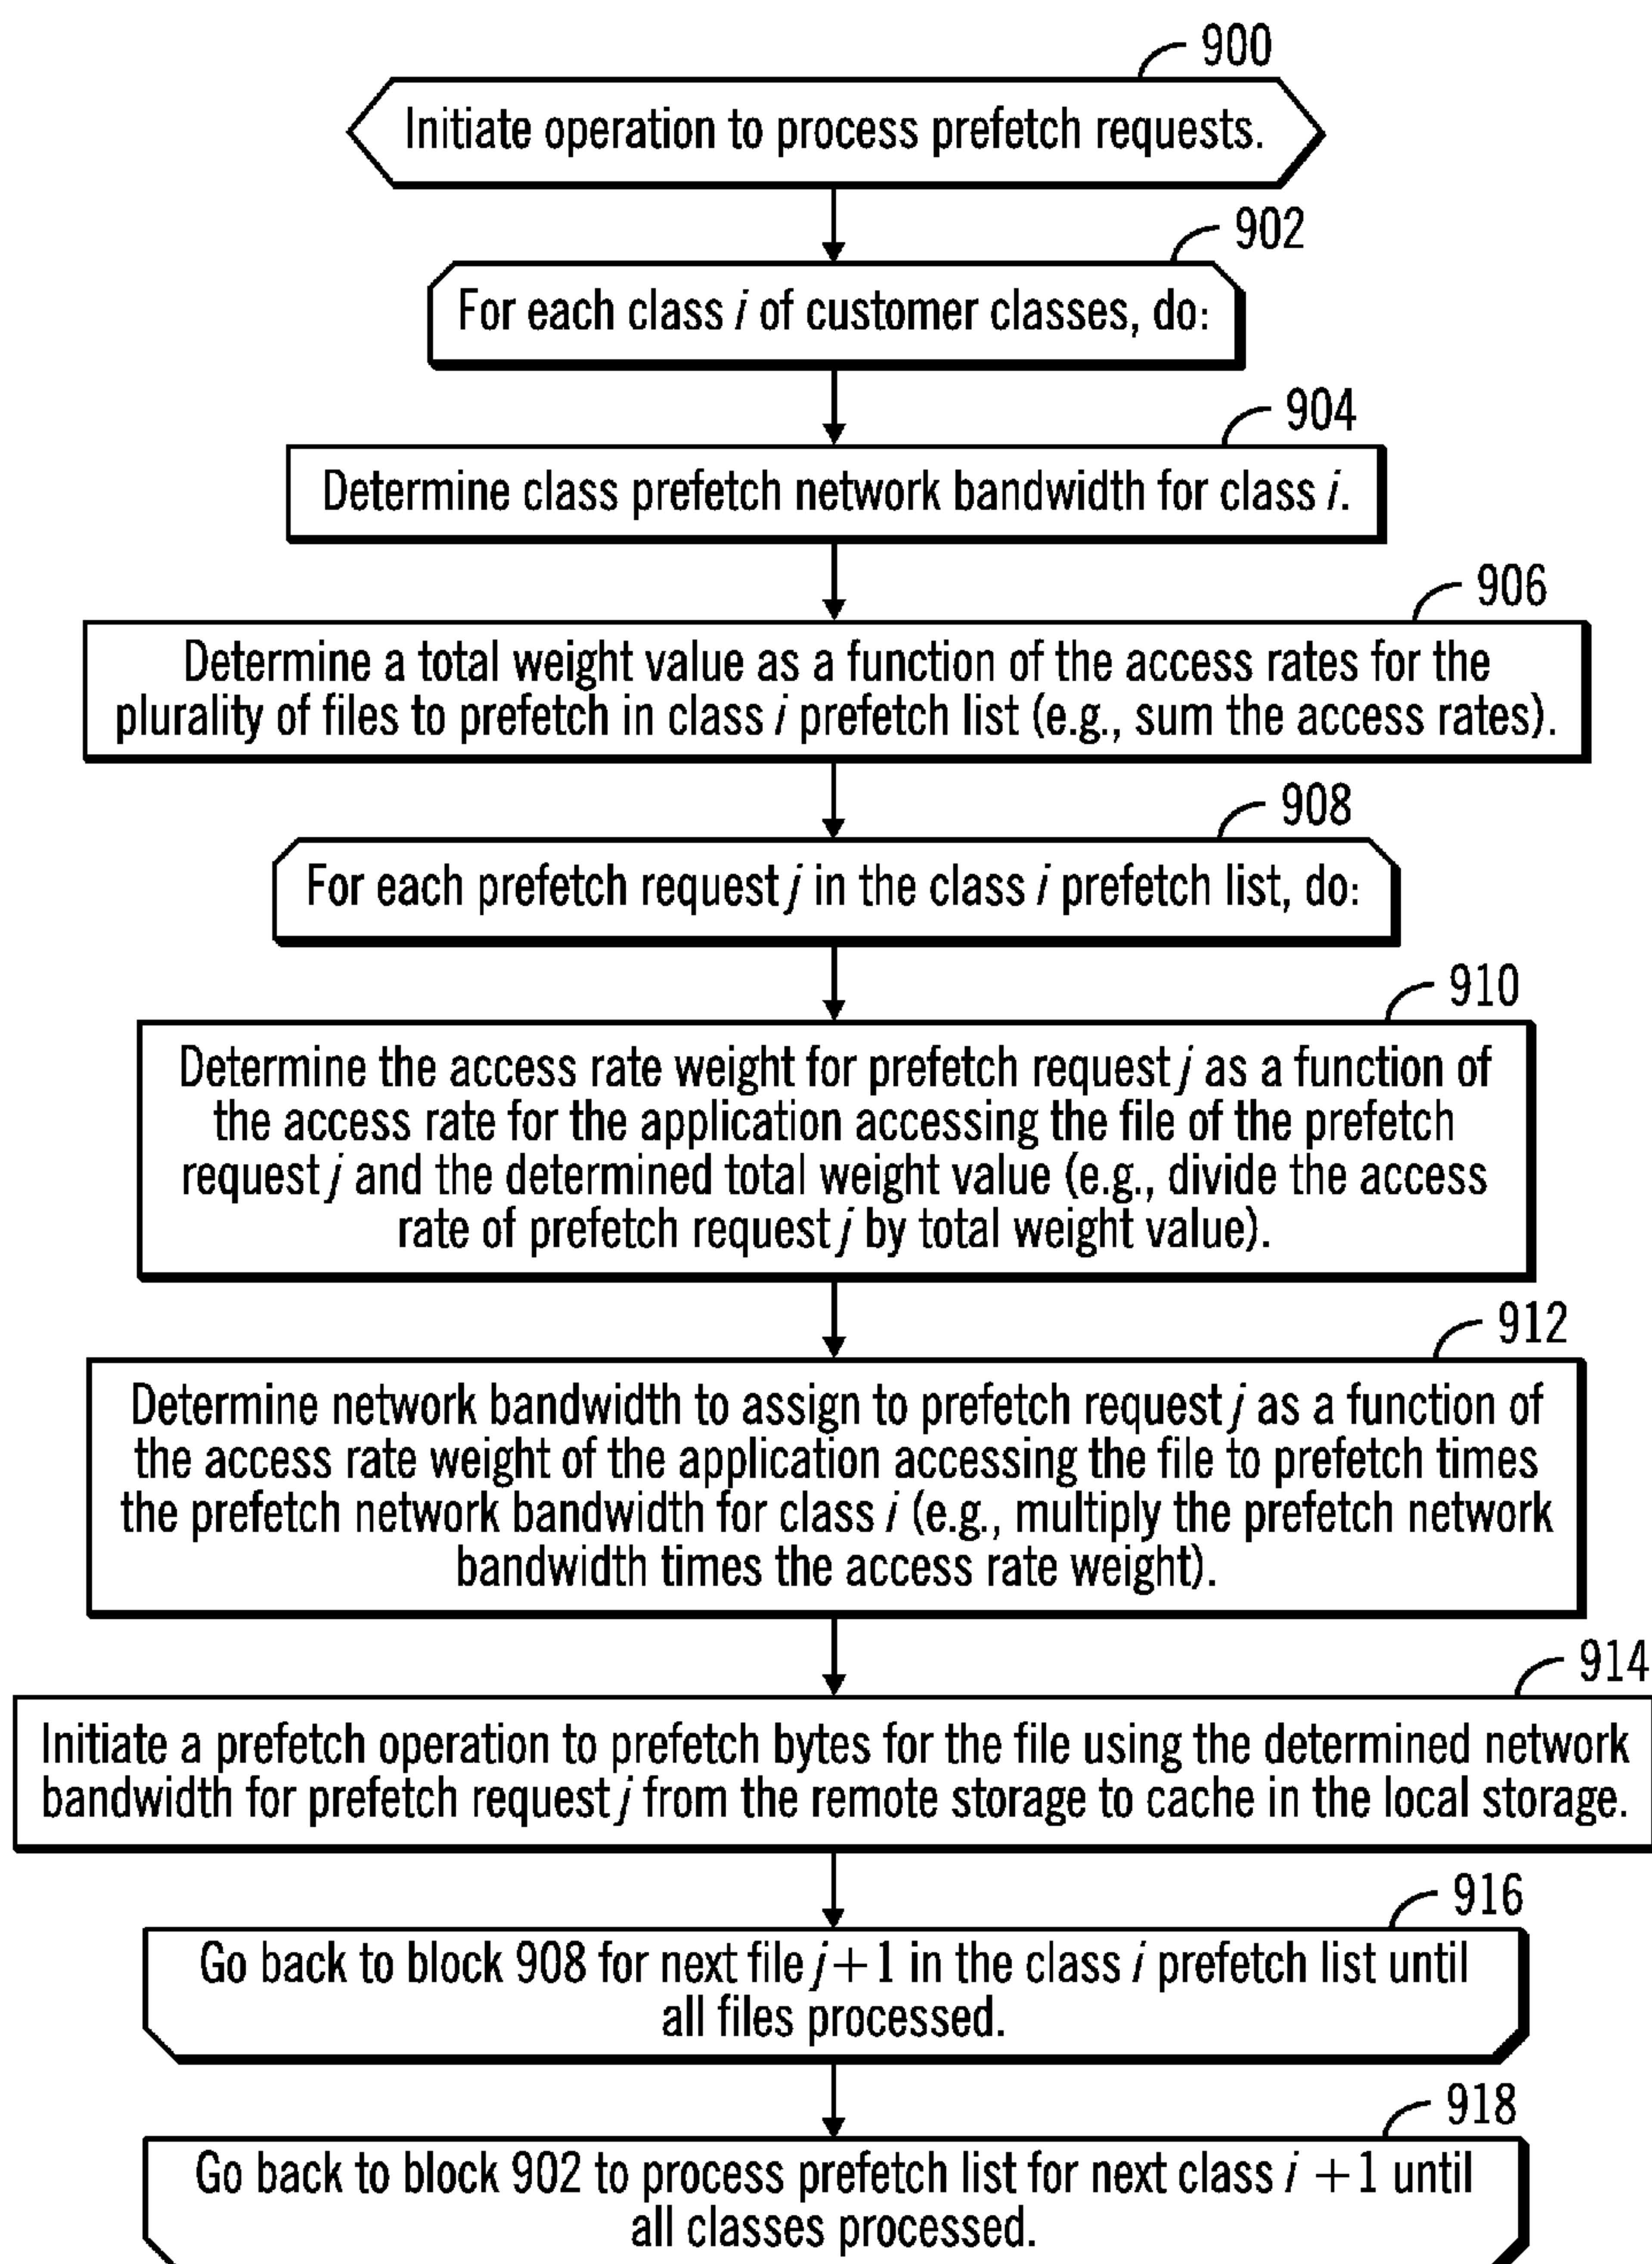 900
Initiate operation to process prefetch requests.
902
For each class i of customer classes, do:
904
Determine class prefetch network bandwidth for class i.
906
Determine a total weight value as a function of the access rates for the
plurality of files to prefetch in class i prefetch list (e.g., sum the access rates).
908
For each prefetch request j in the class i prefetch list, do:
910
Determine the access rate weight for prefetch request j as a function of
the access rate for the application accessing the file of the prefetch
request j and the determined total weight value (e.g., divide the access
rate of prefetch request j by total weight value).
912
Determine network bandwidth to assign to prefetch request j as a function of
the access rate weight of the application accessing the file to prefetch times
the prefetch network bandwidth for class i (e.g., multiply the prefetch network
bandwidth times the access rate weight).
914
Initiate a prefetch operation to prefetch bytes for the file using the determined network
bandwidth for prefetch request j from the remote storage to cache in the local storage.
916
Go back to block 908 for next file j+1 in the class i prefetch list until
all files processed.
918
Go back to block 902 to process prefetch list for next class i +1 until
all classes processed.